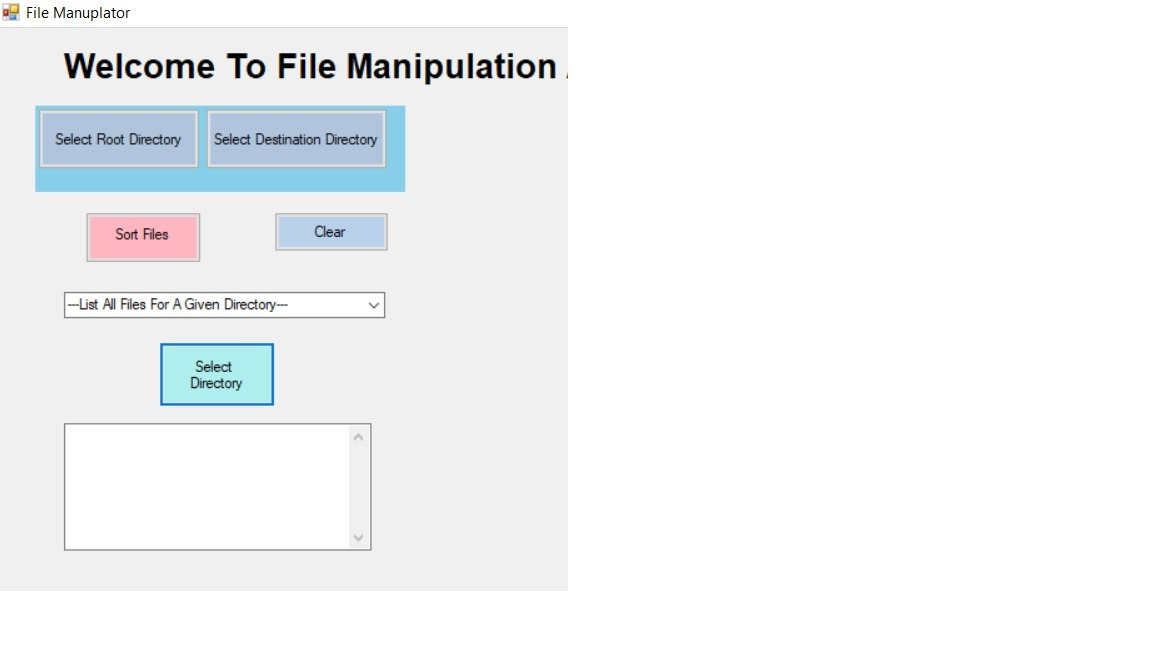 File Manuplator
Welcome To File Manipulation
Select Root Directory
Select Destination Directory
Sort Files
Clear
---List All Files For A Given Directory---
Select
Directory